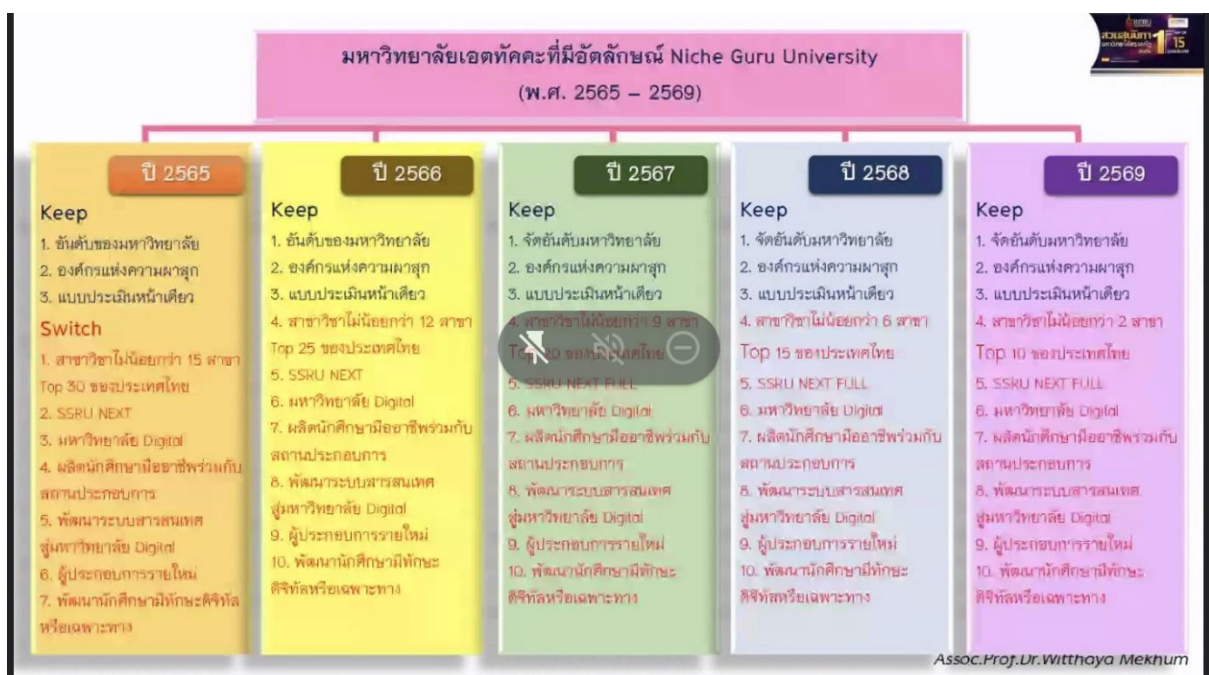 มหาวิทยาลัยเอตทัคคะที่มีอัตลักษณ์ Niche Guru University
(พ.ศ. 2565 – 2569)
สวนสุนันทา
1
15
ปี 2565
Keep
1. อันดับของมหาวิทยาลัย
2. องค์กรแห่งความผาสุก
3. แบบประเมินหน้าเดียว
Switch
1. สาขาวิชาไม่น้อยกว่า 15 สาขา
Top 30 ของประเทศไทย
2. SSRU NEXT
3. มหาวิทยาลัย Digital
4. ผลิตนักศึกษามืออาชีพร่วมกับ
สถานประกอบการ
5. พัฒนาระบบสารสนเทศ
สู่มหาวิทยาลัย Digital
6. ผู้ประกอบการรายใหม่
7. พัฒนานักศึกษามีทักษะดิจิทัล
หรือเฉพาะทาง
ปี 2566
Keep
1. อันดับของมหาวิทยาลัย
2. องค์กรแห่งความผาสุก
3. แบบประเมินหน้าเดียว
4. สาขาวิชาไม่น้อยกว่า 12 สาขา
Top 25 ของประเทศไทย
5. SSRU NEXT
6. มหาวิทยาลัย Digital
7. ผลิตนักศึกษามืออาชีพร่วมกับ
สถานประกอบการ
8. พัฒนาระบบสารสนเทศ
สู่มหาวิทยาลัย Digital
9. ผู้ประกอบการรายใหม่
10. พัฒนานักศึกษามีทักษะ
ดิจิทัลหรือเฉพาะทาง
ปี 2567
Keep
1. จัดอันดับมหาวิทยาลัย
2. องค์กรแห่งความผาสุก
3. แบบประเมินหน้าเดียว
4. สาขาวิชาไม่น้อยกว่า 9 สาขา
Top 20 ของประเทศไทย
5. SSRU NEXT FULL
6. มหาวิทยาลัย Digital
7. ผลิตนักศึกษามืออาชีพร่วมกับ
สถานประกอบการ
8. พัฒนาระบบสารสนเทศ
สู่มหาวิทยาลัย Digital
9. ผู้ประกอบการรายใหม่
10. พัฒนานักศึกษามีทักษะ
ดิจิทัลหรือเฉพาะทาง
ปี 2568
Keep
1. จัดอันดับมหาวิทยาลัย
2. องค์กรแห่งความผาสุก
3. แบบประเมินหน้าเดียว
4. สาขาวิชาไม่น้อยกว่า 6 สาขา
Top 15 ของประเทศไทย
5. SSRU NEXT FULL
6. มหาวิทยาลัย Digital
7. ผลิตนักศึกษามืออาชีพร่วมกับ
สถานประกอบการ
8. พัฒนาระบบสารสนเทศ
สู่มหาวิทยาลัย Digital
9. ผู้ประกอบการรายใหม่
10. พัฒนานักศึกษามีทักษะ
ดิจิทัลหรือเฉพาะทาง
ปี 2569
Keep
1. จัดอันดับมหาวิทยาลัย
2. องค์กรแห่งความผาสุก
3. แบบประเมินหน้าเดียว
4. สาขาวิชาไม่น้อยกว่า 2 สาขา
Top 10 ของประเทศไทย
5. SSRU NEXT FULL
6. มหาวิทยาลัย Digital
7. ผลิตนักศึกษามืออาชีพร่วมกับ
สถานประกอบการ
8. พัฒนาระบบสารสนเทศ
สู่มหาวิทยาลัย Digital
9. ผู้ประกอบการรายใหม่
10. พัฒนานักศึกษามีทักษะ
ดิจิทัลหรือเฉพาะทาง
Assoc.Prof.Dr.Witthaya Mekhum